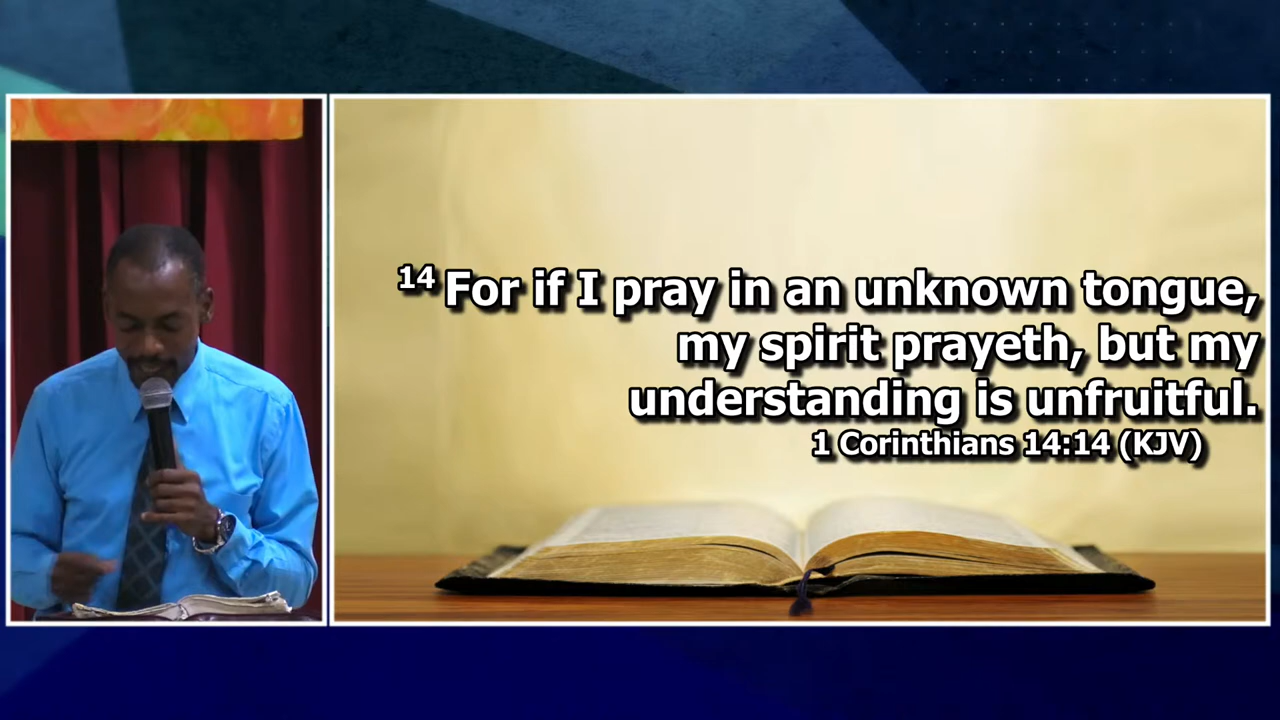 14 For if I pray in an unknown tongue,
my spirit prayeth, but my
understanding is unfruitful.
1 Corinthians 14:14 (KJV)